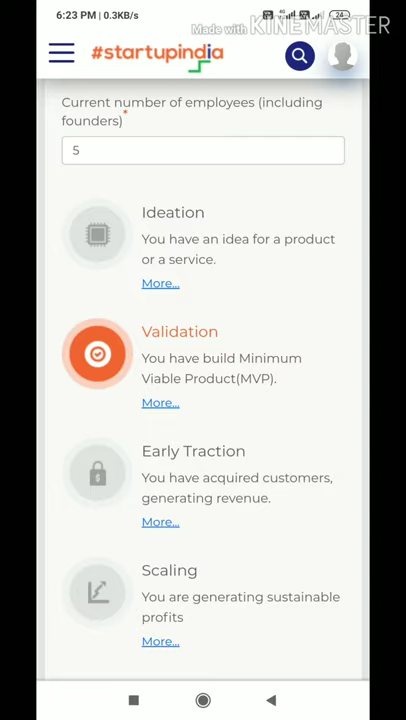 6:23 PM | 0.3KB/s
24
Made with KINEMASTER
#startupindia
Current number of employees (including
founders)*
5
Ideation
You have an idea for a product
or a service.
More...
Validation
You have build Minimum
Viable Product(MVP).
More...
Early Traction
You have acquired customers,
generating revenue.
More...
Scaling
You are generating sustainable
profits
More...